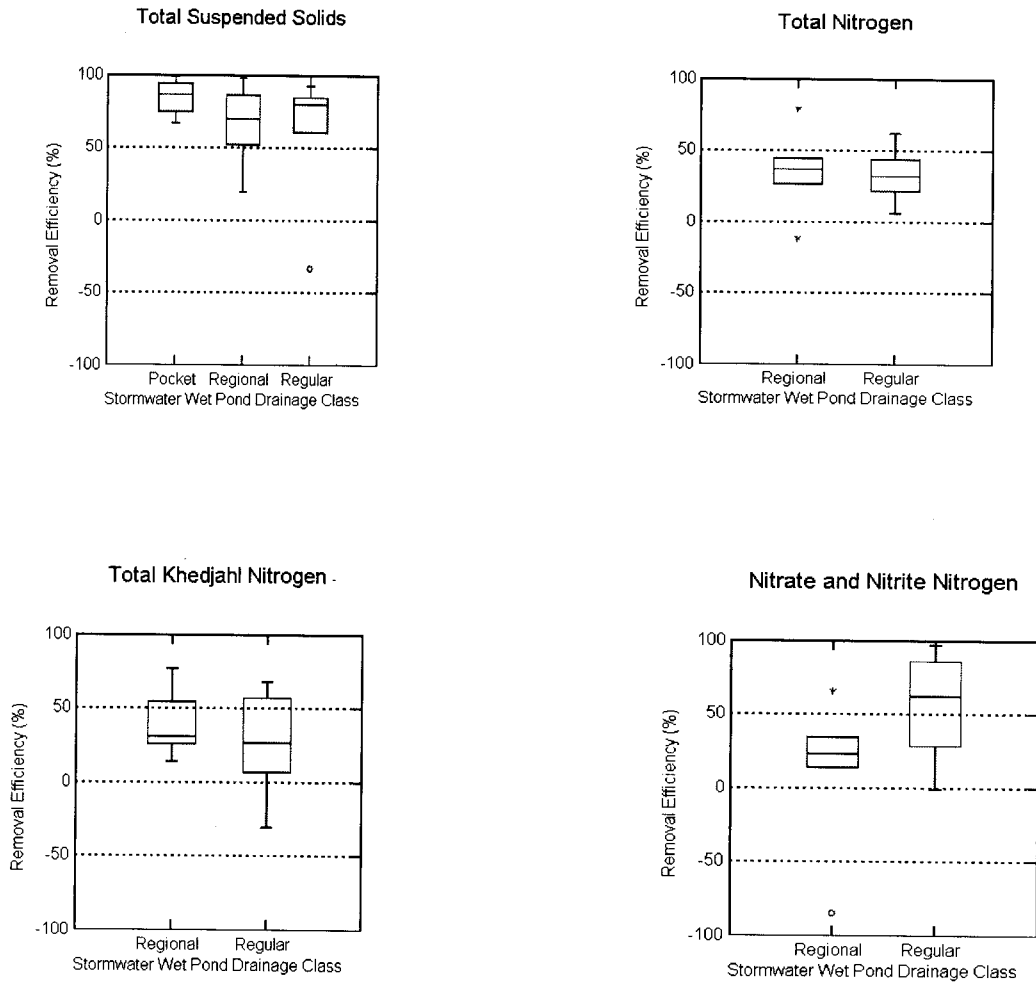 Total Suspended Solids
100
50
0
-50
-100
Removal Efficiency (%)
Pocket Regional Regular
Stormwater Wet Pond Drainage Class
Total Nitrogen
100
50
0
-50
-100
Removal Efficiency (%)
Regional Regular
Stormwater Wet Pond Drainage Class
Total Khedjahl Nitrogen
100
50
0
-50
-100
Removal Efficiency (%)
Regional Regular
Stormwater Wet Pond Drainage Class
Nitrate and Nitrite Nitrogen
100
50
0
-50
-100
Removal Efficiency (%)
Regional Regular
Stormwater Wet Pond Drainage Class